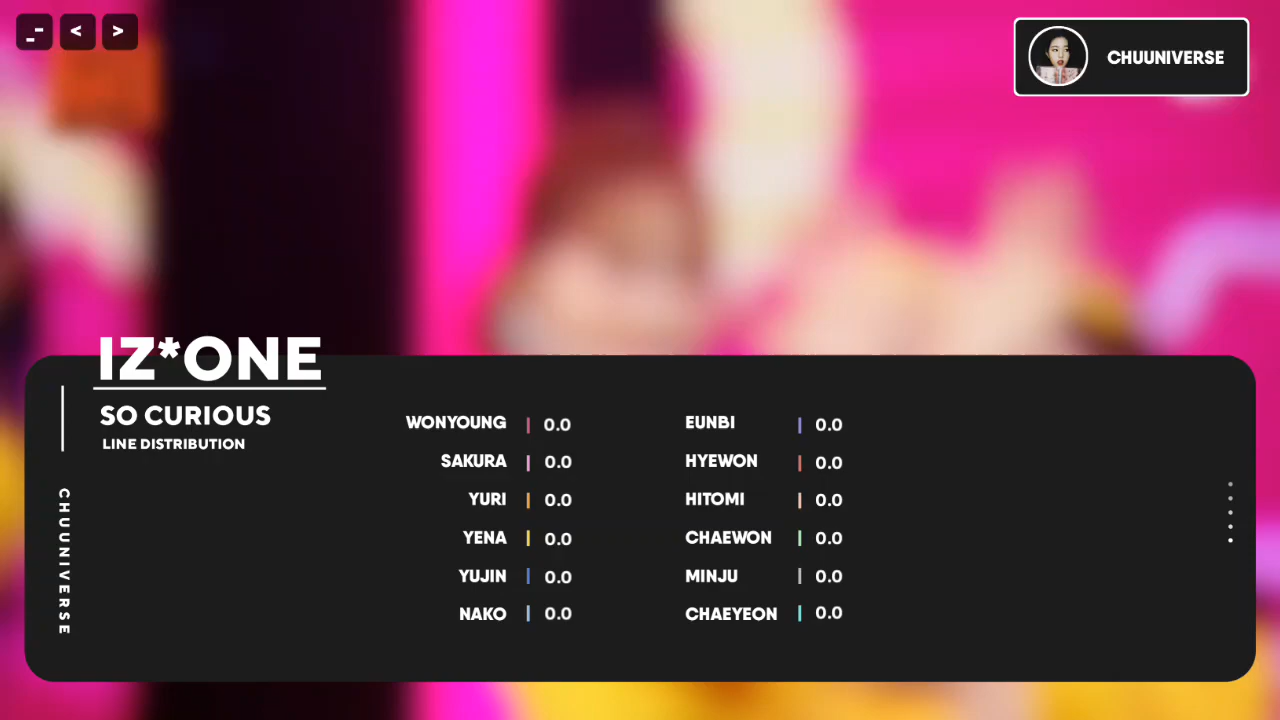 _- < >
CHUUNIVERSE
IZ*ONE
SO CURIOUS
LINE DISTRIBUTION
CHUUNIVERSE
WONYOUNG 0.0
SAKURA 0.0
YURI 0.0
YENA 0.0
YUJIN 0.0
NAKO 0.0
EUNBI 0.0
HYEWON 0.0
HITOMI 0.0
CHAEWON 0.0
MINJU 0.0
CHAEYEON 0.0